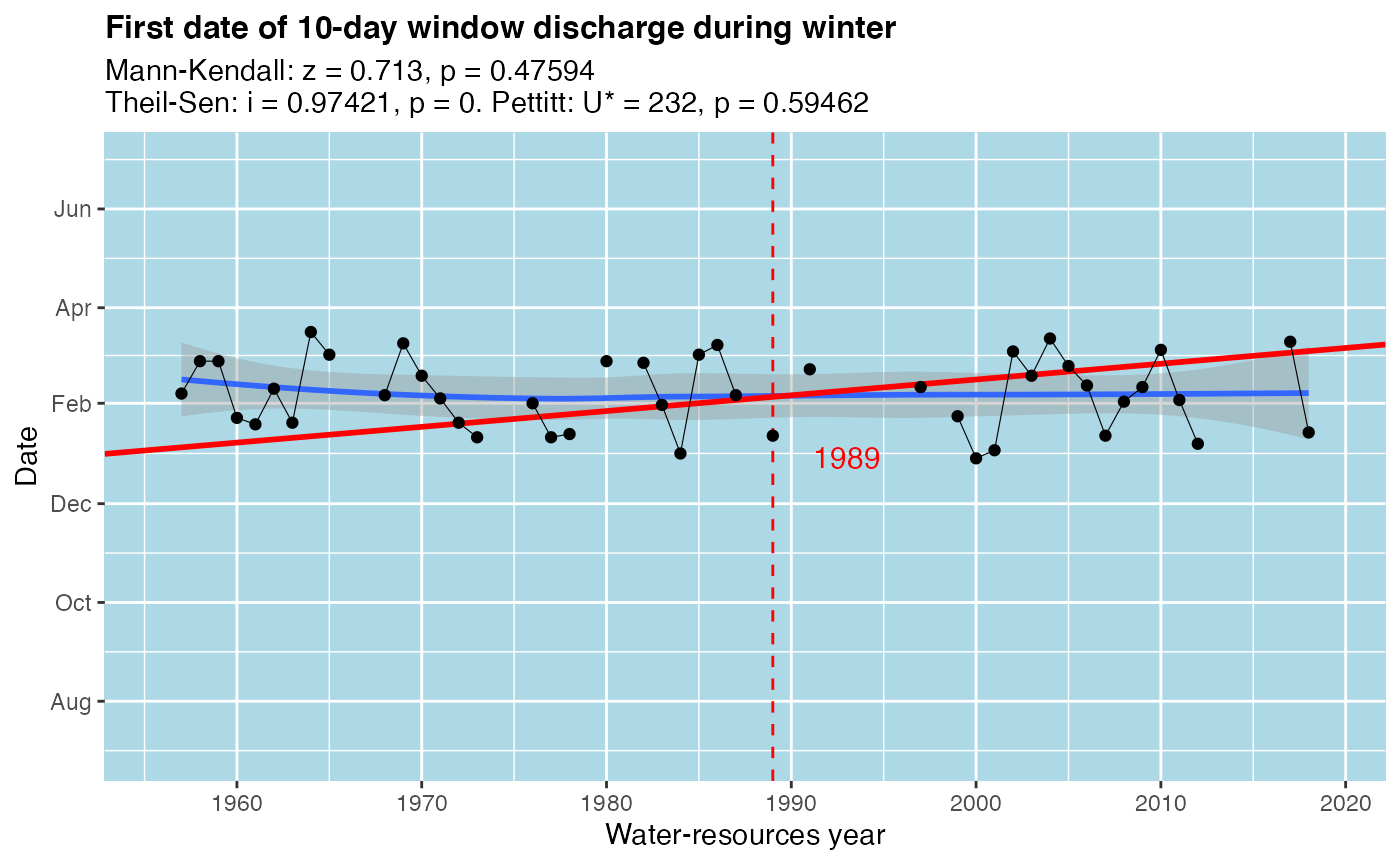 First date of 10-day window discharge during winter
Mann-Kendall: z = 0.713, p = 0.47594
Theil-Sen: i = 0.97421, p = 0. Pettitt: U* = 232, p = 0.59462
Jun
Apr
Feb
Dec
Oct
Aug
Date
1989
1960 1970 1980 1990 2000 2010 2020
Water-resources year